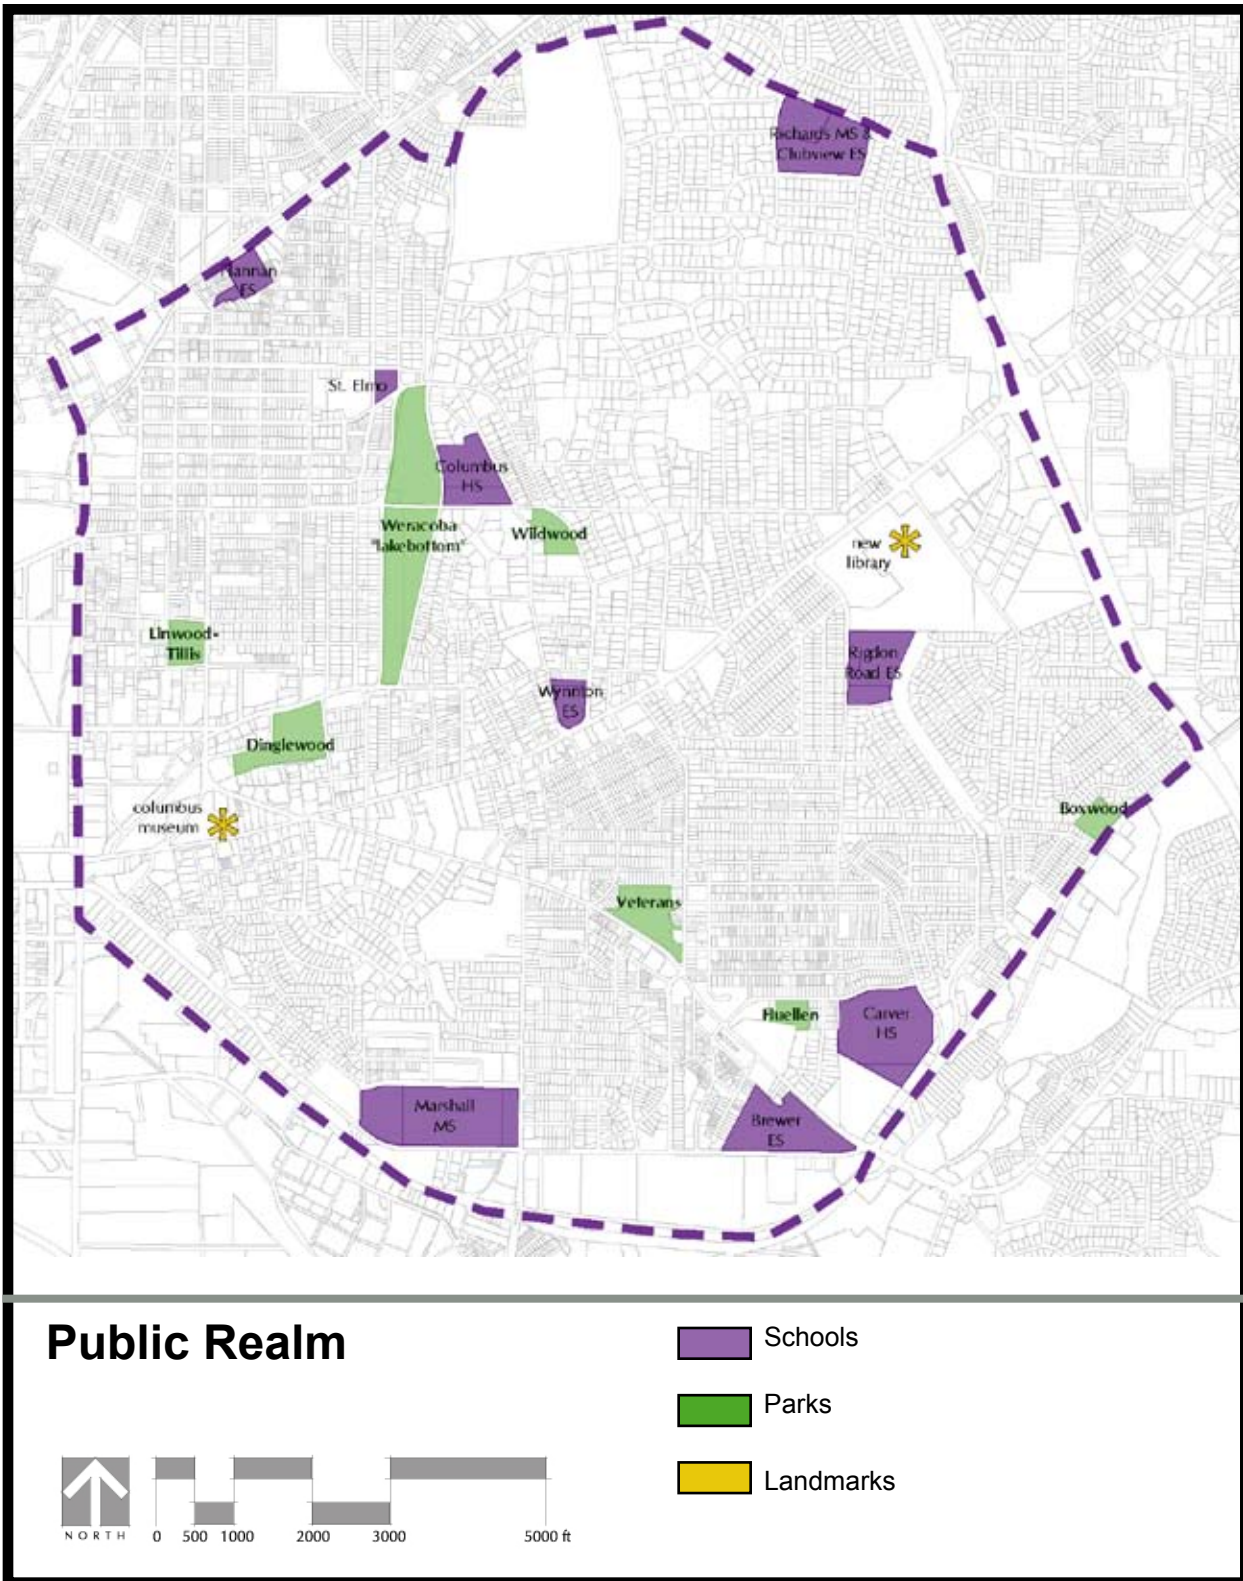 Richards MS &
Clubview ES
Hannan
ES
St. Elmo
Columbus
HS
Weracoba
"lakebottom"
Wildwood
new
library
Linwood-
Tillis
Rigdon
Road ES
Wynnton
ES
Dinglewood
columbus
museum
Boxwood
Veterans
Fluellen
Carver
HS
Marshall
MS
Brewer
ES
Public Realm
Schools
Parks
Landmarks
NORTH
0 500 1000 2000 3000 5000 ft